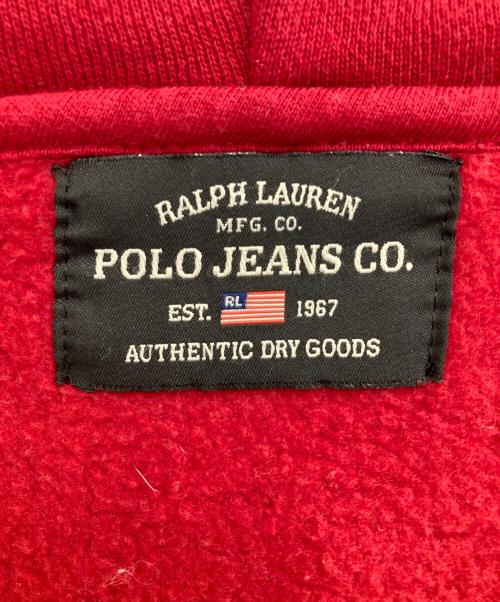 RALPH LAUREN
MFG. CO.
POLO JEANS CO.
EST. RL 1967
AUTHENTIC DRY GOODS